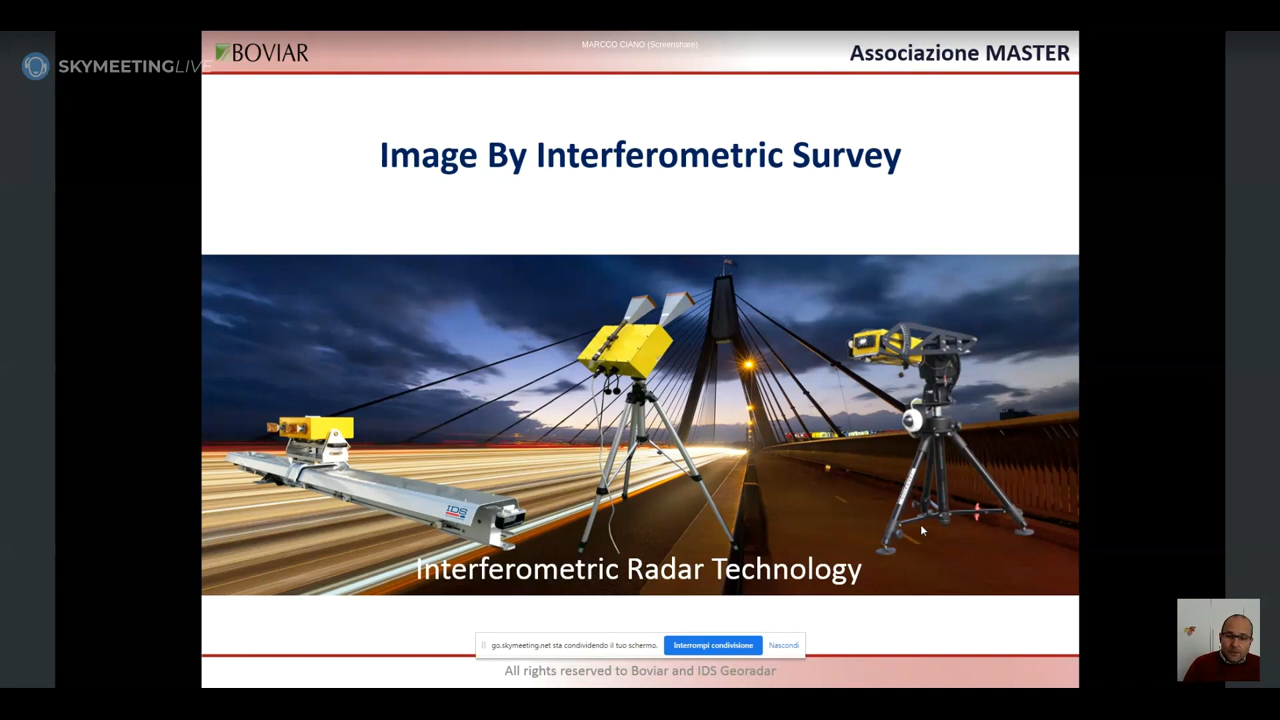 SKYMEETINGLIVE
BOVIAR
MARCCO CIANO (Screenshare)
Associazione MASTER
Image By Interferometric Survey
IDS
Interferometric Radar Technology
go.skymeeting.net sta condividendo il tuo schermo.
Interrompi condivisione
Nascondi
All rights reserved to Boviar and IDS Georadar